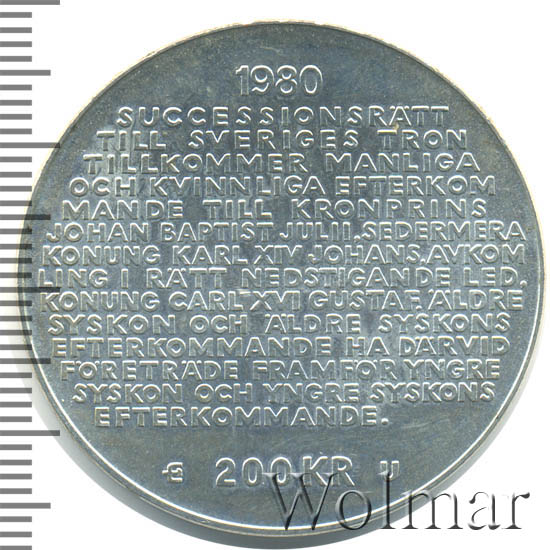 1980
SUCCESSIONSRÄTT
TILL SVERIGES TRON
TILLKOMMER MANLIGA
OCH KVINNLIGA EFTERKOM
MANDE TILL KRONPRINS
JOHAN BAPTIST JULII, SEDERMERA
KONUNG KARL XIV JOHANS, AVKOM
LING I RÄTT NEDSTIGANDE LED,
KONUNG CARL XVI GUSTAF. ÄLDRE
SYSKON OCH ÄLDRE SYSKONS
EFTERKOMMANDE HA DÄRVID
FÖRETRÄDE FRAMFÖR YNGRE
SYSKON OCH YNGRE SYSKONS
EFTERKOMMANDE.
200 KR U
Wolmar